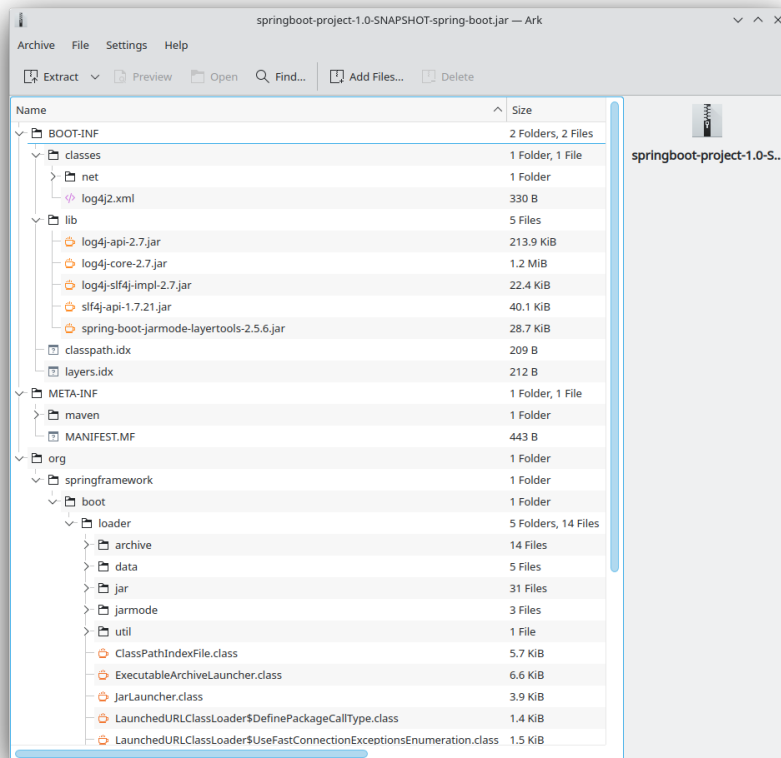 springboot-project-1.0-SNAPSHOT-spring-boot.jar — Ark
Archive File Settings Help
Extract Preview Open Find... Add Files... Delete
Name Size
BOOT-INF 2 Folders, 2 Files
classes 1 Folder, 1 File
net 1 Folder
log4j2.xml 330 B
lib 5 Files
log4j-api-2.7.jar 213.9 KiB
log4j-core-2.7.jar 1.2 MiB
log4j-slf4j-impl-2.7.jar 22.4 KiB
slf4j-api-1.7.21.jar 40.1 KiB
spring-boot-jarmode-layertools-2.5.6.jar 28.7 KiB
classpath.idx 209 B
layers.idx 212 B
META-INF 1 Folder, 1 File
maven 1 Folder
MANIFEST.MF 443 B
org 1 Folder
springframework 1 Folder
boot 1 Folder
loader 5 Folders, 14 Files
archive 14 Files
data 5 Files
jar 31 Files
jarmode 3 Files
util 1 File
ClassPathIndexFile.class 5.7 KiB
ExecutableArchiveLauncher.class 6.6 KiB
JarLauncher.class 3.9 KiB
LaunchedURLClassLoader$DefinePackageCallType.class 1.4 KiB
LaunchedURLClassLoader$UseFastConnectionExceptionsEnumeration.class 1.5 KiB
springboot-project-1.0-S...